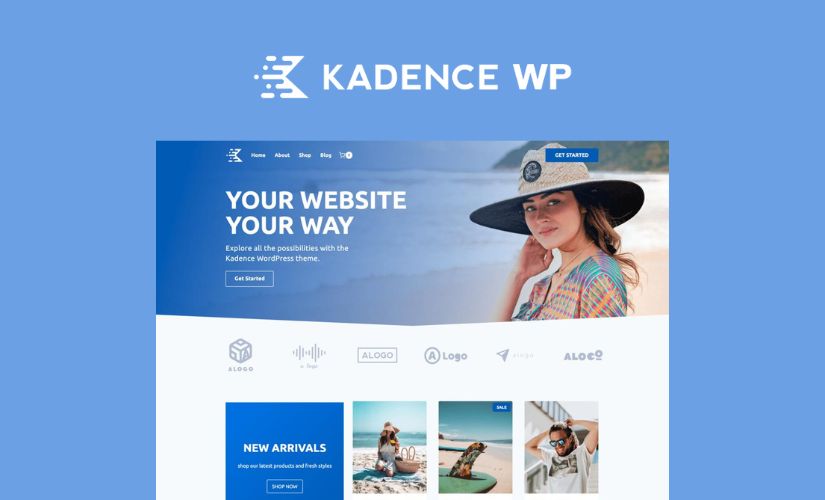 KADENCE WP
Home About Shop Blog 0
GET STARTED
YOUR WEBSITE
YOUR WAY
Explore all the possibilities with the
Kadence WordPress theme.
Get Started
ALOGO
ALOGO
A Logo
alogo
ALOGO
NEW ARRIVALS
shop our latest products and fresh styles
SHOP NOW
SALE